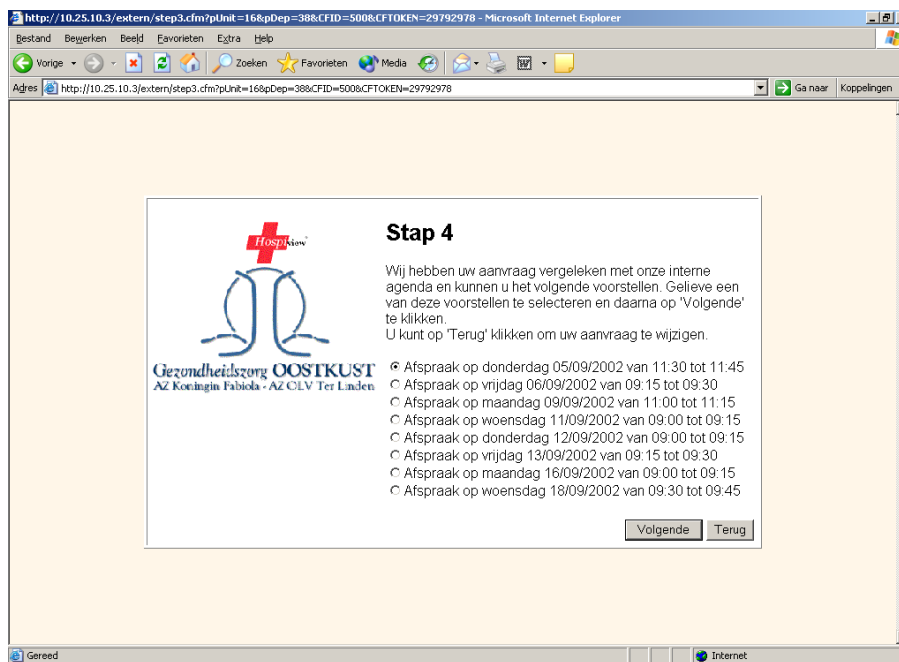 http://10.25.10.3/extern/step3.cfm?pUnit=16&pDep=38&CFID=500&CFTOKEN=29792978 - Microsoft Internet Explorer
Bestand Bewerken Beeld Favorieten Extra Help
Vorige Zoeken Favorieten Media
Adres http://10.25.10.3/extern/step3.cfm?pUnit=16&pDep=38&CFID=500&CFTOKEN=29792978 Ga naar Koppelingen
Hospiview
Gezondheidszorg OOSTKUST
AZ Koningin Fabiola - AZ OLV Ter Linden
Stap 4
Wij hebben uw aanvraag vergeleken met onze interne
agenda en kunnen u het volgende voorstellen. Gelieve een
van deze voorstellen te selecteren en daarna op 'Volgende'
te klikken.
U kunt op 'Terug' klikken om uw aanvraag te wijzigen.
Afspraak op donderdag 05/09/2002 van 11:30 tot 11:45
Afspraak op vrijdag 06/09/2002 van 09:15 tot 09:30
Afspraak op maandag 09/09/2002 van 11:00 tot 11:15
Afspraak op woensdag 11/09/2002 van 09:00 tot 09:15
Afspraak op donderdag 12/09/2002 van 09:00 tot 09:15
Afspraak op vrijdag 13/09/2002 van 09:15 tot 09:30
Afspraak op maandag 16/09/2002 van 09:00 tot 09:15
Afspraak op woensdag 18/09/2002 van 09:30 tot 09:45
Volgende Terug
Gereed Internet